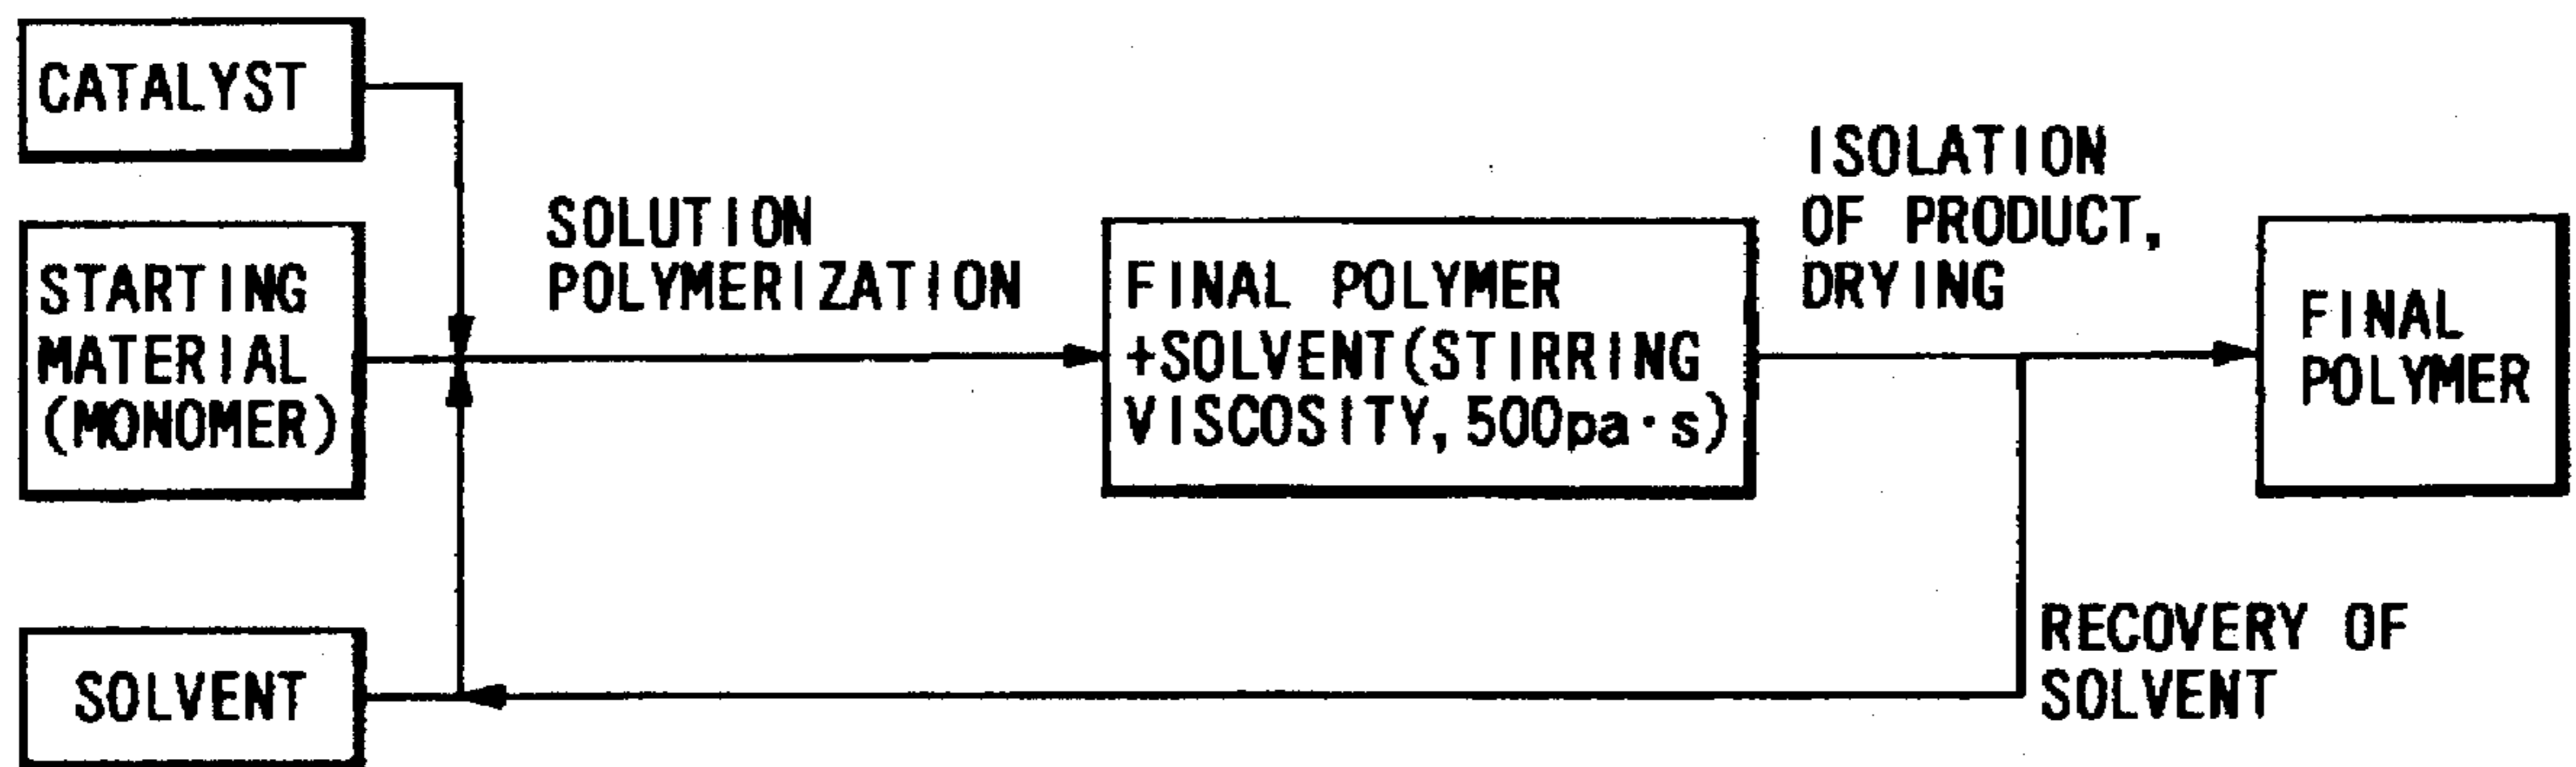 CATALYST
STARTING
MATERIAL
(MONOMER)
SOLVENT
SOLUTION
POLYMERIZATION
FINAL POLYMER
+SOLVENT(STIRRING
VISCOSITY, 500pa·s)
ISOLATION
OF PRODUCT,
DRYING
FINAL
POLYMER
RECOVERY OF
SOLVENT